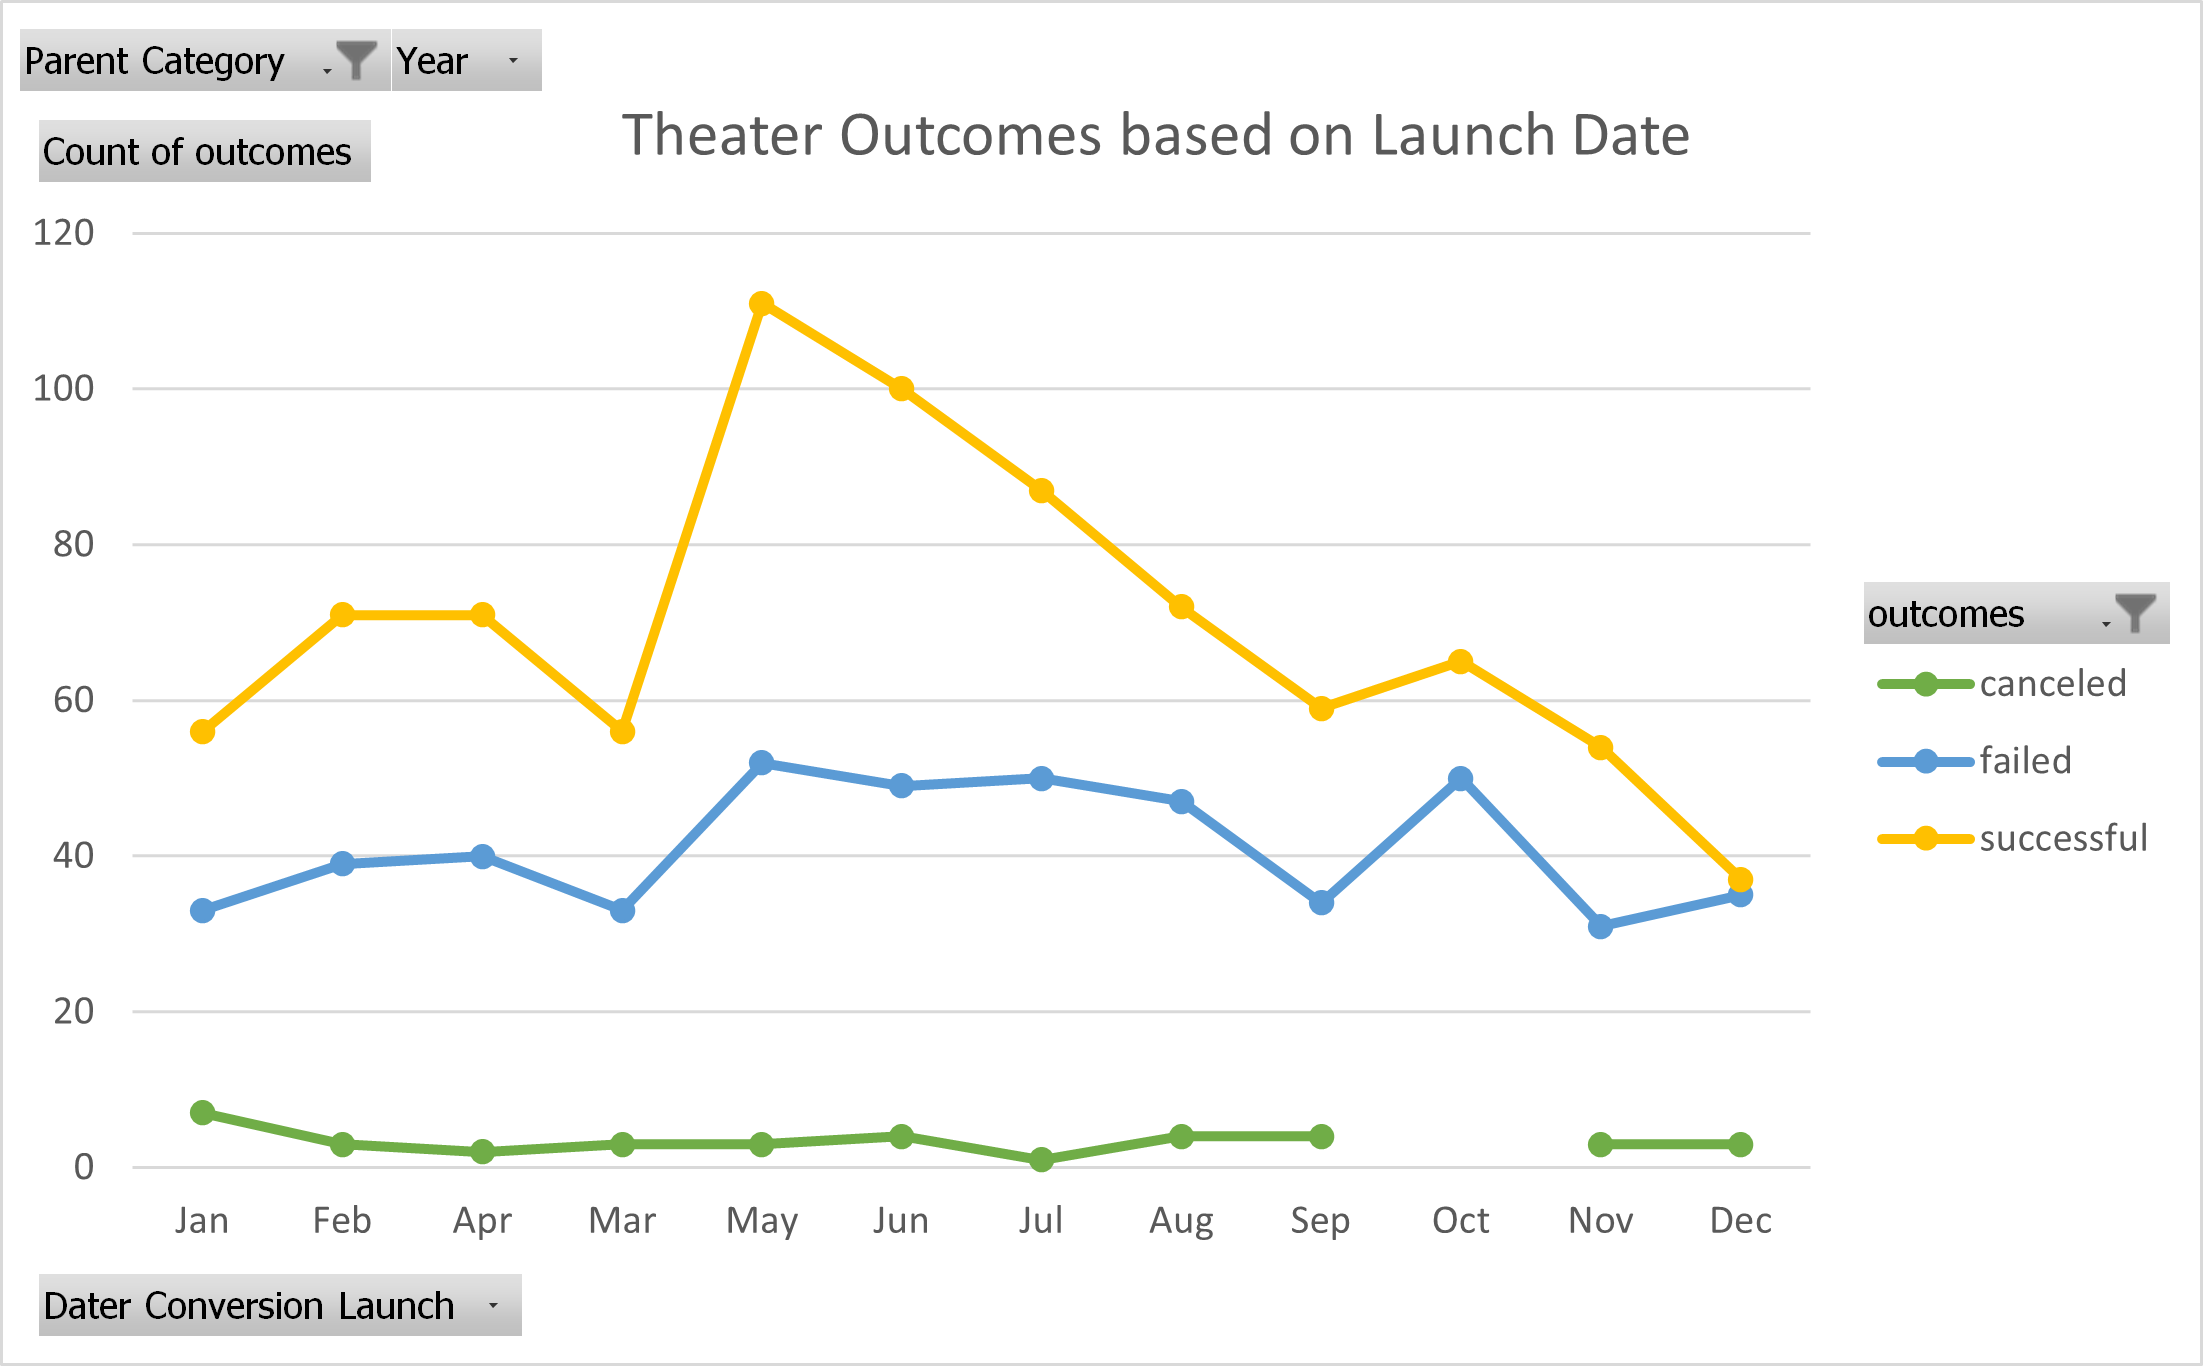 Parent Category Year
Count of outcomes
Theater Outcomes based on Launch Date
120
100
80
60
40
20
0
Jan Feb Apr Mar May Jun Jul Aug Sep Oct Nov Dec
outcomes
canceled
failed
successful
Dater Conversion Launch